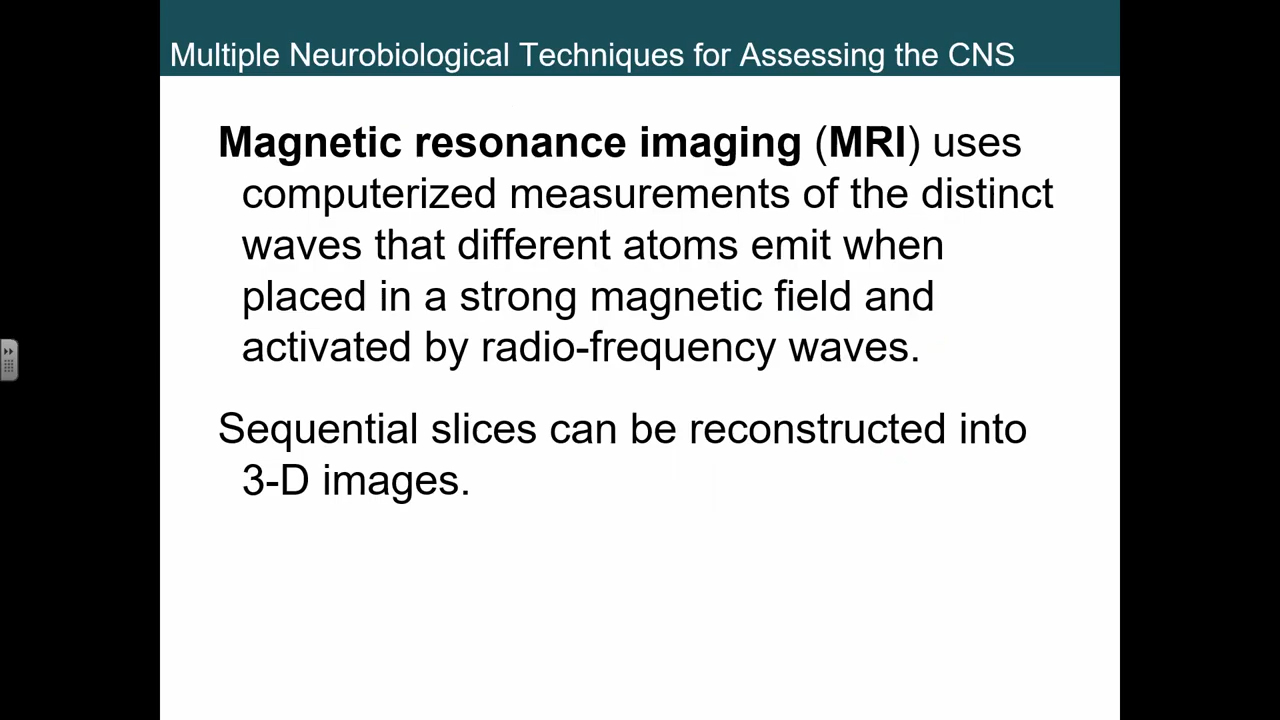 Multiple Neurobiological Techniques for Assessing the CNS
Magnetic resonance imaging (MRI) uses
computerized measurements of the distinct
waves that different atoms emit when
placed in a strong magnetic field and
activated by radio-frequency waves.
Sequential slices can be reconstructed into
3-D images.